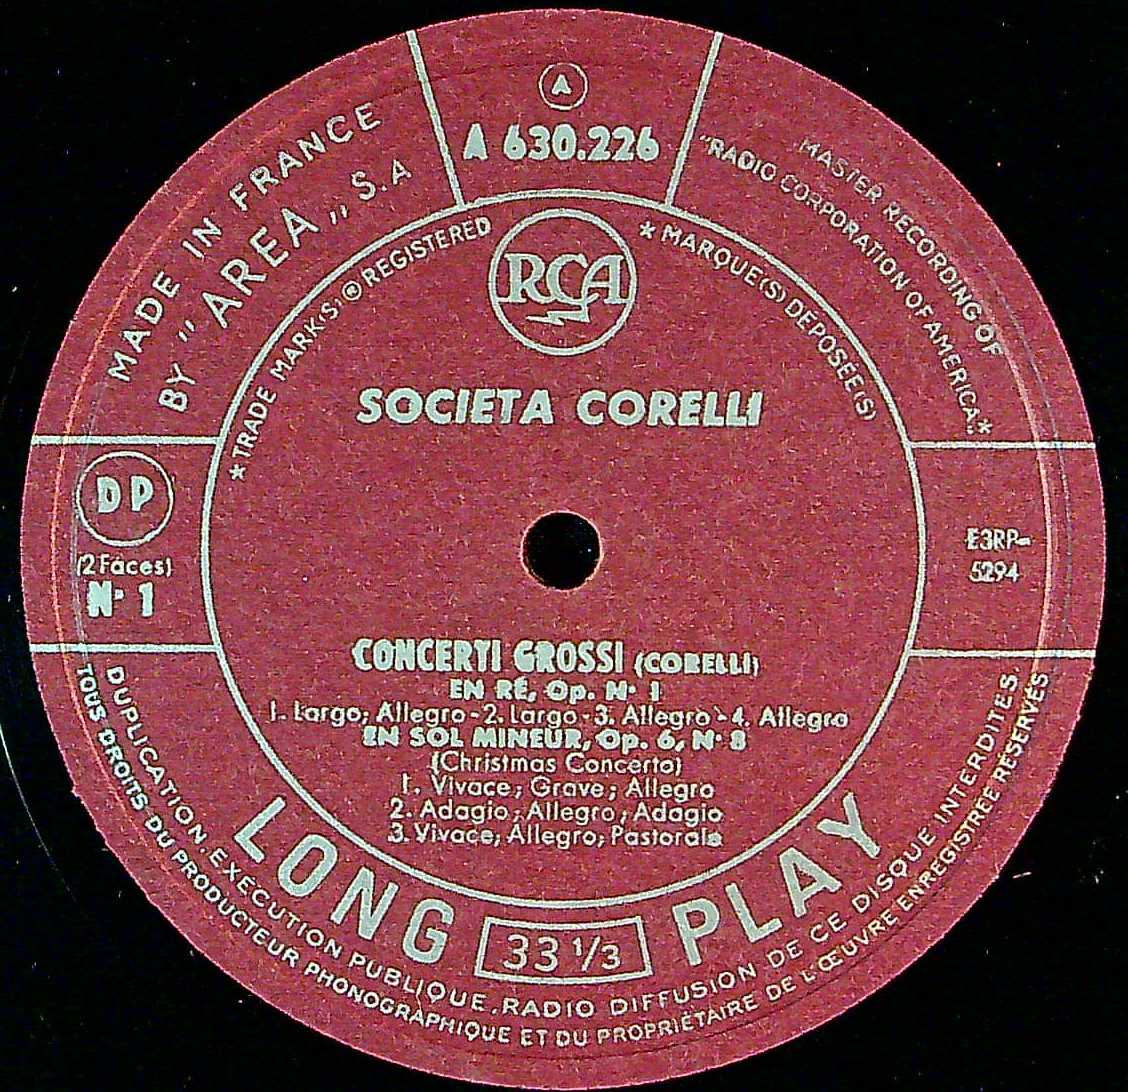 A
A 630.226
MADE IN FRANCE
BY "AREA,, S.A
MASTER RECORDING OF
"RADIO CORPORATION OF AMERICA"
★TRADE MARK(S)®REGISTERED
★MARQUE(S) DÉPOSÉE(S)★
RCA
SOCIETA CORELLI
DP
(2 Faces)
N° 1
E3RP-
5294
CONCERTI GROSSI (CORELLI)
EN RÉ, Op. N° 1
1. Largo; Allegro - 2. Largo - 3. Allegro - 4. Allegro
EN SOL MINEUR, Op. 6, N° 8
(Christmas Concerto)
1. Vivace; Grave; Allegro
2. Adagio; Allegro; Adagio
3. Vivace; Allegro; Pastorale
LONG PLAY
33 1/3
DUPLICATION.EXÉCUTION PUBLIQUE.RADIO DIFFUSION DE CE DISQUE INTERDITES.
TOUS DROITS DU PRODUCTEUR PHONOGRAPHIQUE ET DU PROPRIÉTAIRE DE L'ŒUVRE ENREGISTRÉE RÉSERVÉS